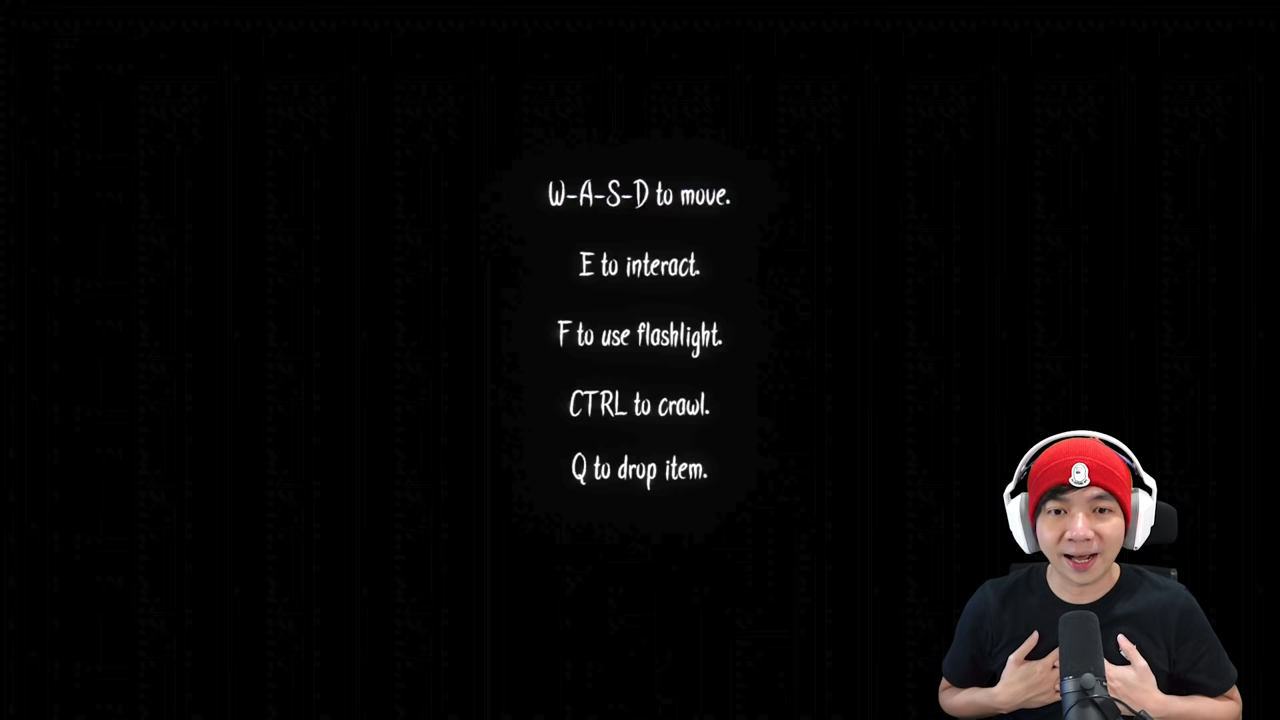 W-A-S-D to move.
E to interact.
F to use flashlight.
CTRL to crawl.
Q to drop item.